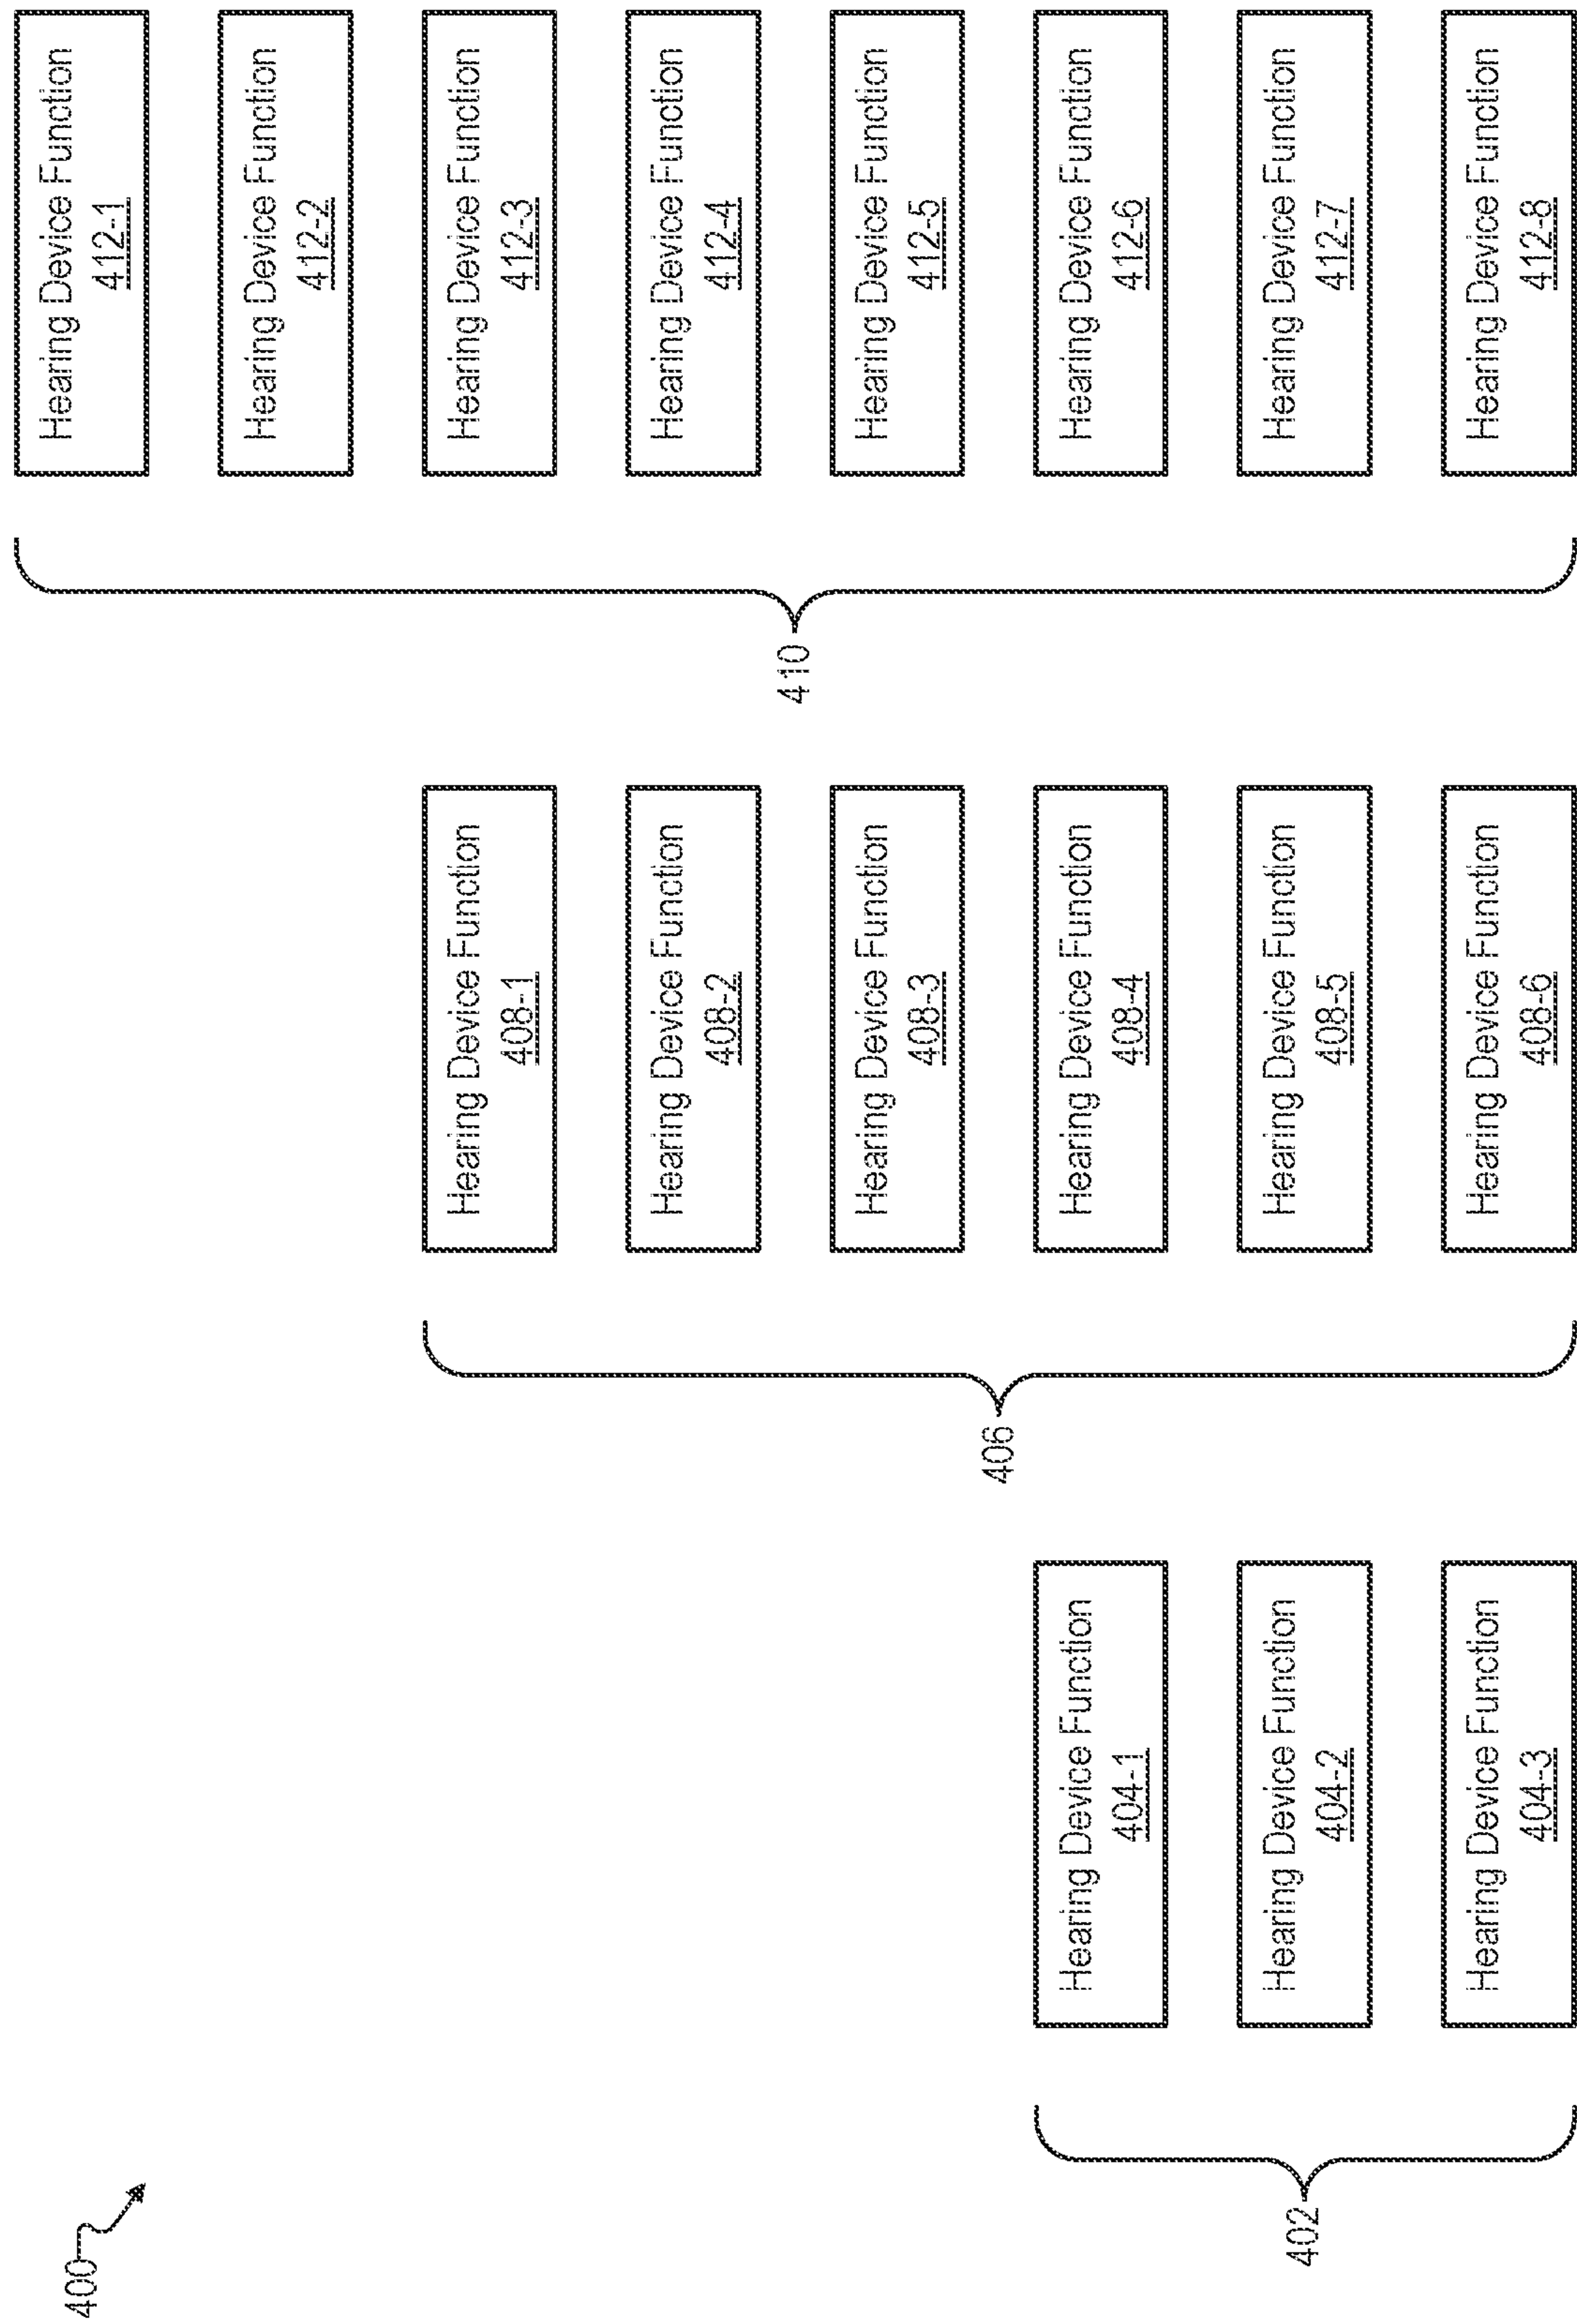 400
402
Hearing Device Function
404-1
Hearing Device Function
404-2
Hearing Device Function
404-3
406
Hearing Device Function
408-1
Hearing Device Function
408-2
Hearing Device Function
408-3
Hearing Device Function
408-4
Hearing Device Function
408-5
Hearing Device Function
408-6
410
Hearing Device Function
412-1
Hearing Device Function
412-2
Hearing Device Function
412-3
Hearing Device Function
412-4
Hearing Device Function
412-5
Hearing Device Function
412-6
Hearing Device Function
412-7
Hearing Device Function
412-8